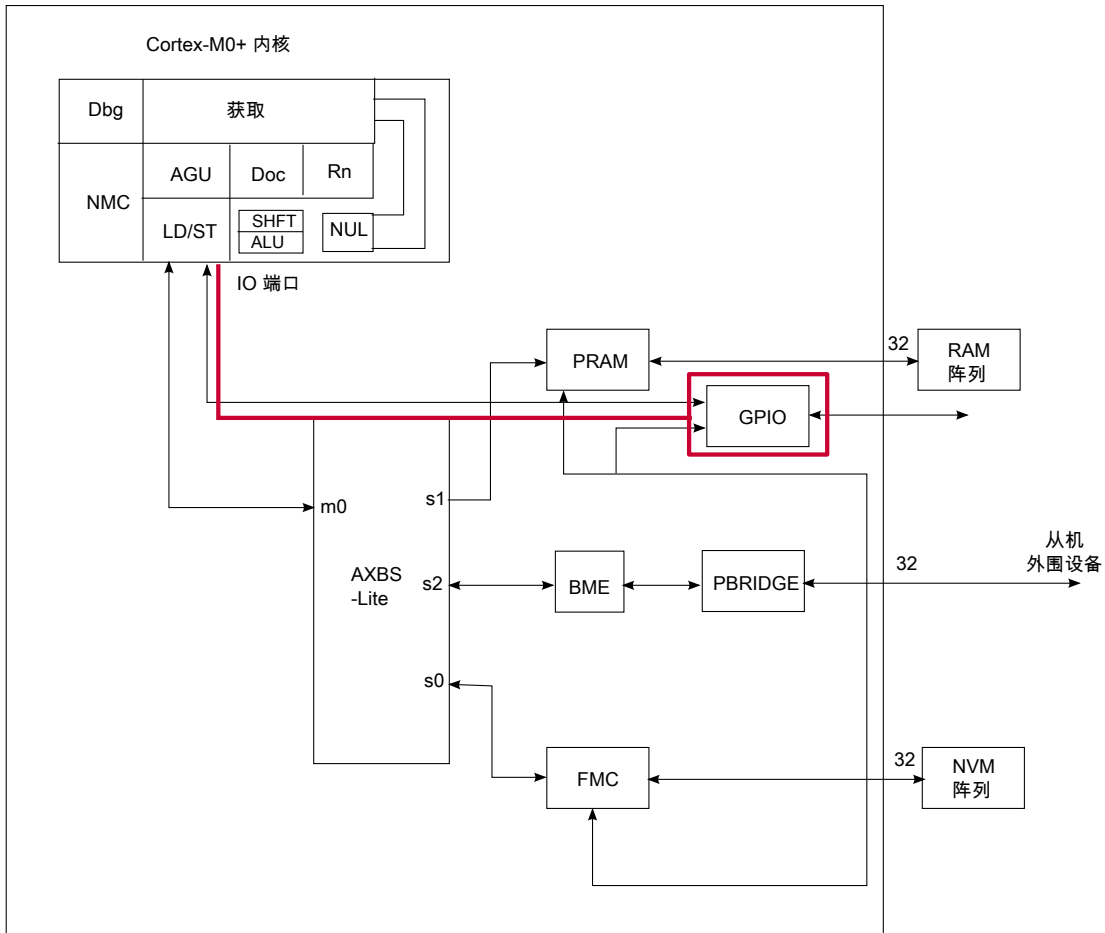 Cortex-M0+ 内核
Dbg
获取
AGU
Doc
Rn
NMC
LD/ST
SHFT
ALU
NUL
IO 端口
PRAM
32
RAM
阵列
GPIO
m0
s1
AXBS
-Lite
s2
BME
PBRIDGE
32
从机
外围设备
s0
FMC
32
NVM
阵列